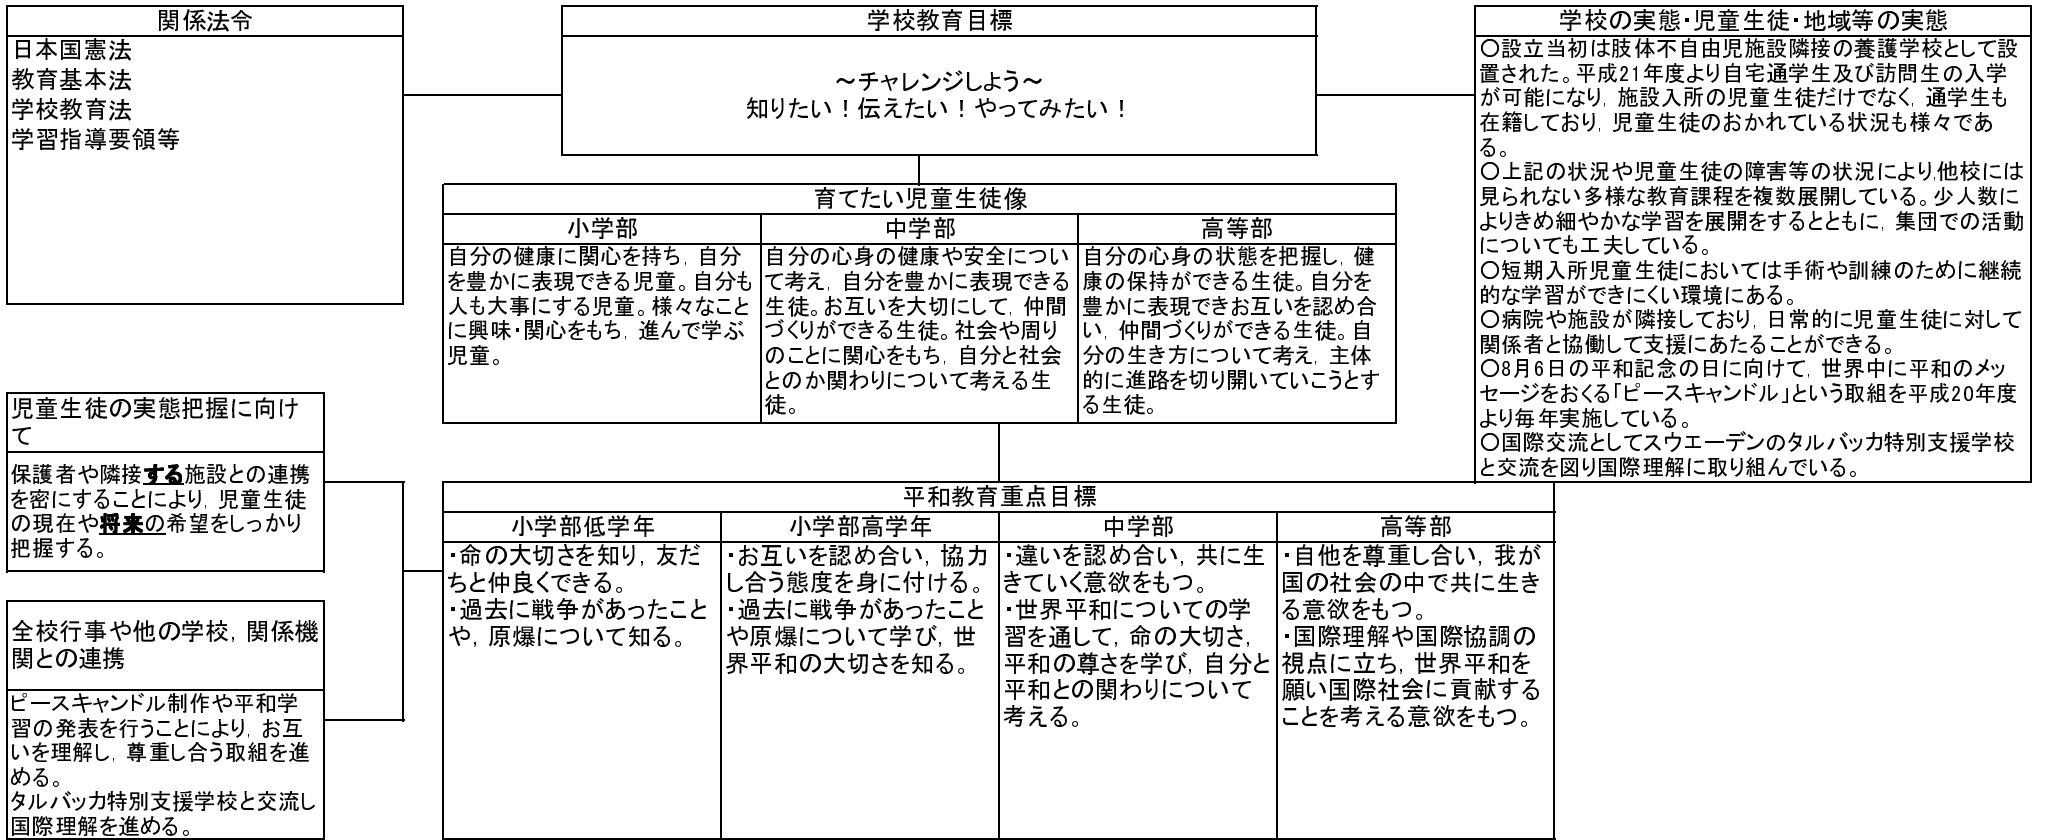 関係法令
日本国憲法
教育基本法
学校教育法
学習指導要領等
学校教育目標
～チャレンジしよう～
知りたい！伝えたい！やってみたい！
学校の実態・児童生徒・地域等の実態
○設立当初は肢体不自由児施設隣接の養護学校として設
置された。平成21年度より自宅通学生及び訪問生の入学
が可能になり，施設入所の児童生徒だけでなく，通学生も
在籍しており，児童生徒のおかれている状況も様々であ
る。
○上記の状況や児童生徒の障害等の状況により,他校には
見られない多様な教育課程を複数展開している。少人数に
よりきめ細やかな学習を展開をするとともに，集団での活動
についても工夫している。
○短期入所児童生徒においては手術や訓練のために継続
的な学習ができにくい環境にある。
○病院や施設が隣接しており，日常的に児童生徒に対して
関係者と協働して支援にあたることができる。
○8月6日の平和記念の日に向けて，世界中に平和のメッ
セージをおくる「ピースキャンドル」という取組を平成20年度
より毎年実施している。
○国際交流としてスウエーデンのタルバッカ特別支援学校
と交流を図り国際理解に取り組んでいる。
育てたい児童生徒像
小学部
自分の健康に関心を持ち，自分
を豊かに表現できる児童。自分も
人も大事にする児童。様々なこと
に興味・関心をもち，進んで学ぶ
児童。
中学部
自分の心身の健康や安全につい
て考え，自分を豊かに表現できる
生徒。お互いを大切にして，仲間
づくりができる生徒。社会や周り
のことに関心をもち，自分と社会
とのか関わりについて考える生
徒。
高等部
自分の心身の状態を把握し，健
康の保持ができる生徒。自分を
豊かに表現できお互いを認め合
い，仲間づくりができる生徒。自
分の生き方について考え，主体
的に進路を切り開いていこうとす
る生徒。
児童生徒の実態把握に向け
て
保護者や隣接する施設との連携
を密にすることにより，児童生徒
の現在や将来の希望をしっかり
把握する。
全校行事や他の学校，関係機
関との連携
ピースキャンドル制作や平和学
習の発表を行うことにより，お互
いを理解し，尊重し合う取組を進
める。
タルバッカ特別支援学校と交流し
国際理解を進める。
平和教育重点目標
小学部低学年
・命の大切さを知り，友だ
ちと仲良くできる。
・過去に戦争があったこと
や，原爆について知る。
小学部高学年
・お互いを認め合い，協力
し合う態度を身に付ける。
・過去に戦争があったこと
や原爆について学び，世
界平和の大切さを知る。
中学部
・違いを認め合い，共に生
きていく意欲をもつ。
・世界平和についての学
習を通して，命の大切さ，
平和の尊さを学び，自分と
平和との関わりについて
考える。
高等部
・自他を尊重し合い，我が
国の社会の中で共に生き
る意欲をもつ。
・国際理解や国際協調の
視点に立ち，世界平和を
願い国際社会に貢献する
ことを考える意欲をもつ。